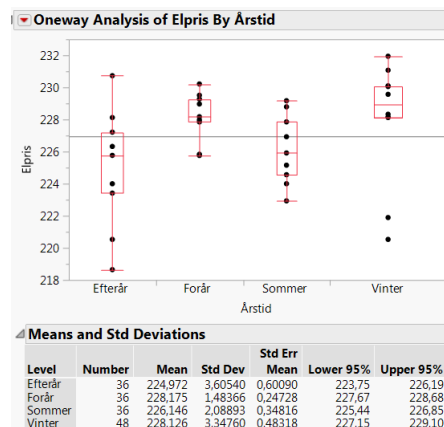 Oneway Analysis of Elpris By Årstid
232
230
228
226
224
222
220
218
Elpris
Efterår Forår Sommer Vinter
Årstid
Means and Std Deviations
Std Err
Level Number Mean Std Dev Mean Lower 95% Upper 95%
Efterår 36 224,972 3,60540 0,60090 223,75 226,19
Forår 36 228,175 1,48366 0,24728 227,67 228,68
Sommer 36 226,146 2,08893 0,34816 225,44 226,85
Vinter 48 228,126 3,34760 0,48318 227,15 229,10